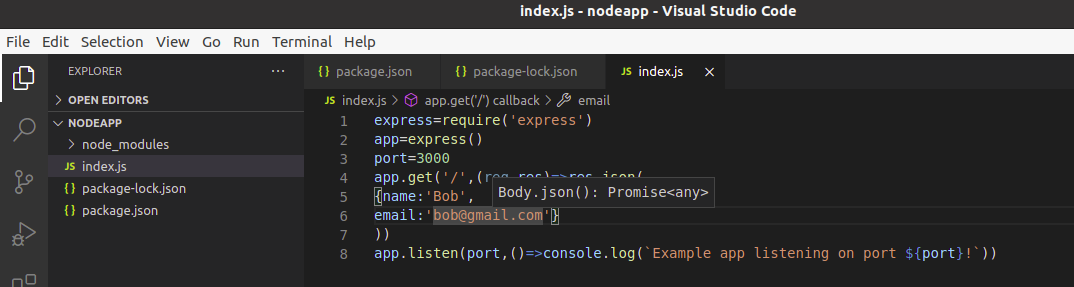 index.js - nodeapp - Visual Studio Code
File Edit Selection View Go Run Terminal Help
EXPLORER ···
{} package.json {} package-lock.json JS index.js ×
> OPEN EDITORS
JS index.js > app.get('/') callback > email
NODEAPP
> node_modules
JS index.js
{} package-lock.json
{} package.json
1 express=require('express')
2 app=express()
3 port=3000
4 app.get('/',(req,res)=>res.json(
Body.json(): Promise<any>
5 {name:'Bob',
6 email:'bob@gmail.com'}
7 ))
8 app.listen(port,()=>console.log(`Example app listening on port ${port}!`))